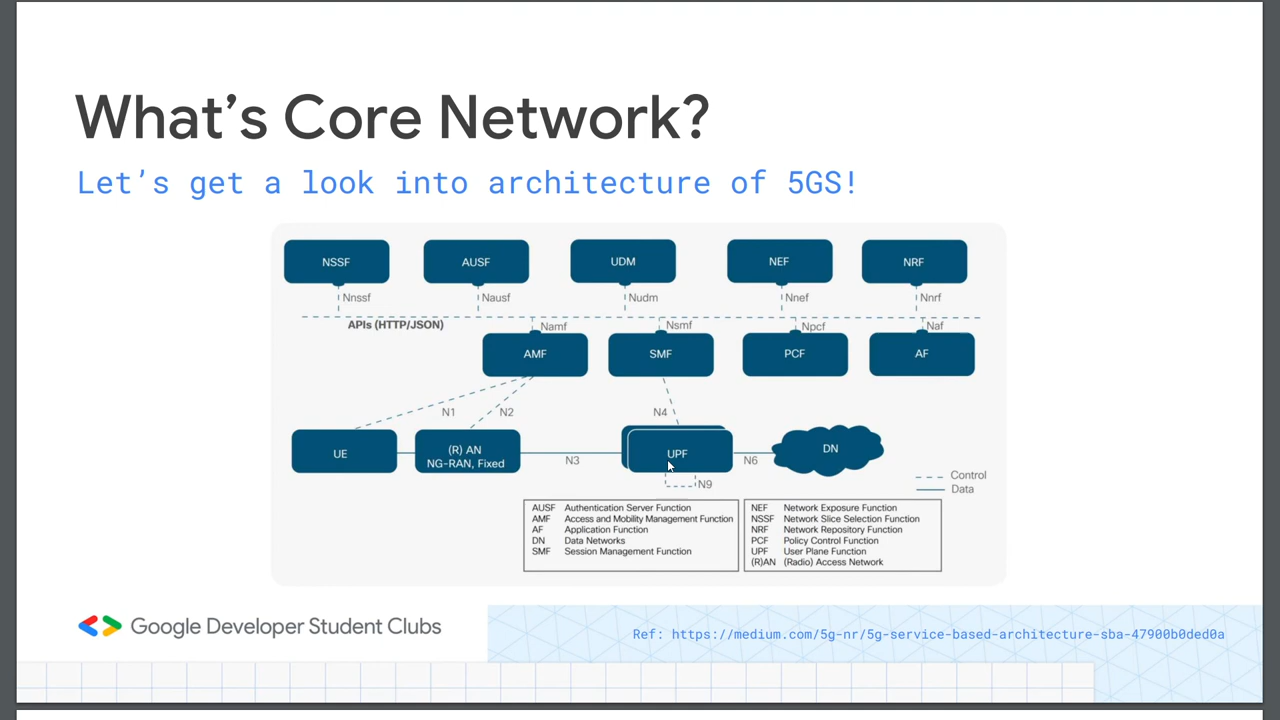 What's Core Network?
Let's get a look into architecture of 5GS!
NSSF AUSF UDM NEF NRF
Nnssf Nausf Nudm Nnef Nnrf
APIs (HTTP/JSON)
Namf Nsmf Npcf Naf
AMF SMF PCF AF
N1 N2 N4
UE
(R) AN
NG-RAN, Fixed
N3
UPF
N6
DN
N9
Control
Data
AUSF Authentication Server Function
AMF Access and Mobility Management Function
AF Application Function
DN Data Networks
SMF Session Management Function
NEF Network Exposure Function
NSSF Network Slice Selection Function
NRF Network Repository Function
PCF Policy Control Function
UPF User Plane Function
(R)AN (Radio) Access Network
Google Developer Student Clubs
Ref: https://medium.com/5g-nr/5g-service-based-architecture-sba-47900b0ded0a